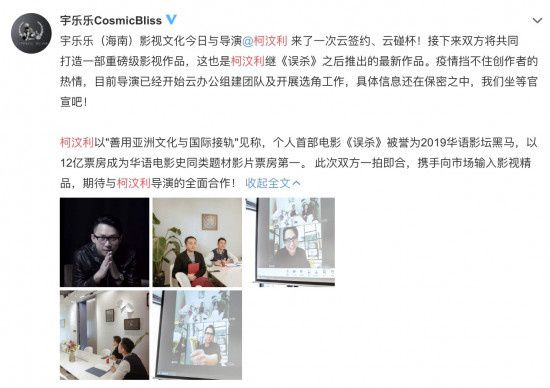 宇乐乐CosmicBliss
宇乐乐（海南）影视文化今日与导演@柯汶利 来了一次云签约、云碰杯！接下来双方将共同
打造一部重磅级影视作品，这也是柯汶利继《误杀》之后推出的最新作品。疫情挡不住创作者的
热情，目前导演已经开始云办公组建团队及开展选角工作，具体信息还在保密之中，我们坐等官
宣吧！
柯汶利以"善用亚洲文化与国际接轨"见称，个人首部电影《误杀》被誉为2019华语影坛黑马，以
12亿票房成为华语电影史同类题材影片票房第一。 此次双方一拍即合，携手向市场输入影视精
品，期待与柯汶利导演的全面合作！ 收起全文